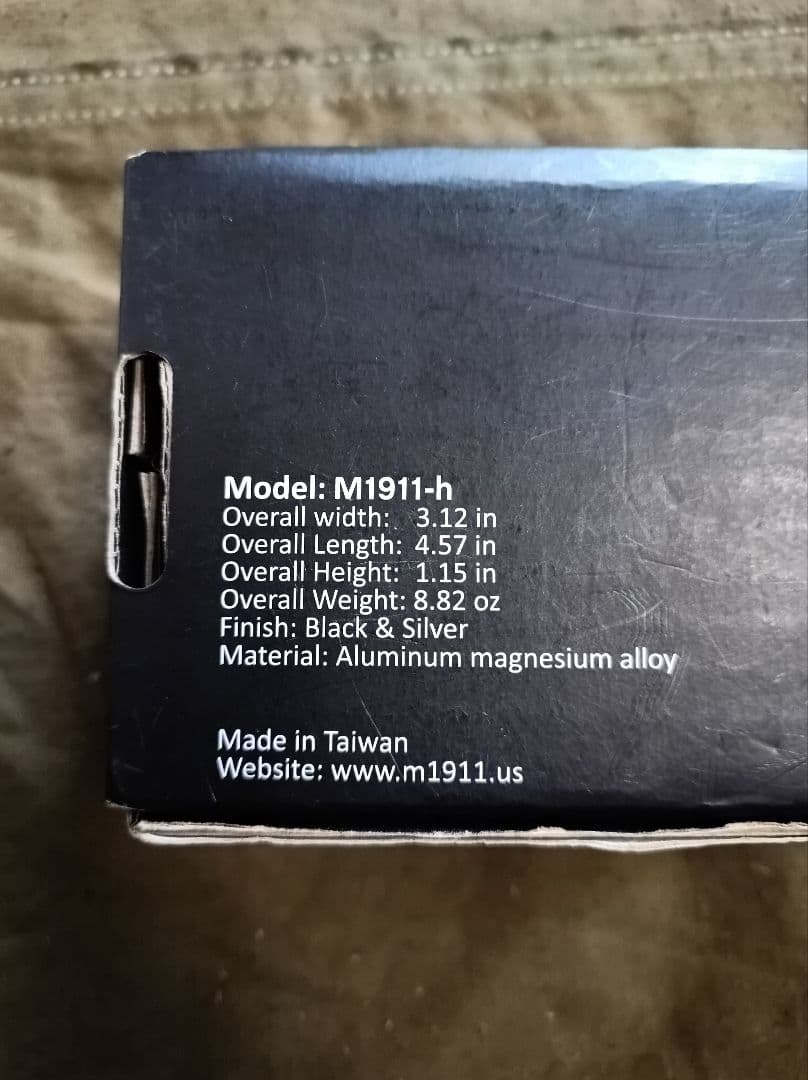 Model: M1911-h
Overall width: 3.12 in
Overall Length: 4.57 in
Overall Height: 1.15 in
Overall Weight: 8.82 oz
Finish: Black & Silver
Material: Aluminum magnesium alloy
Made in Taiwan
Website: www.m1911.us